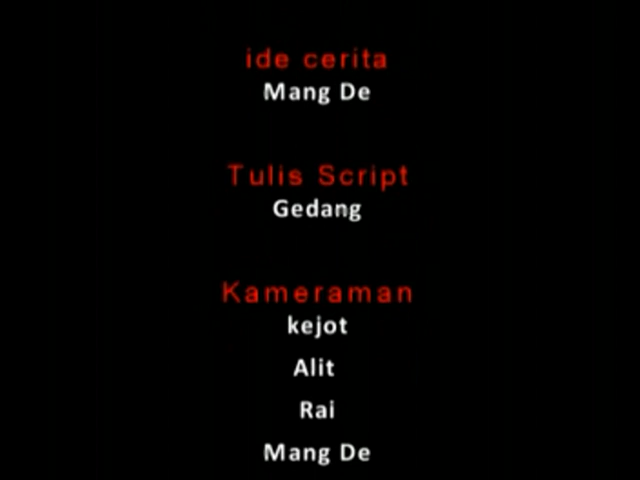 ide cerita
Mang De
Tulis Script
Gedang
Kameraman
kejot
Alit
Rai
Mang De